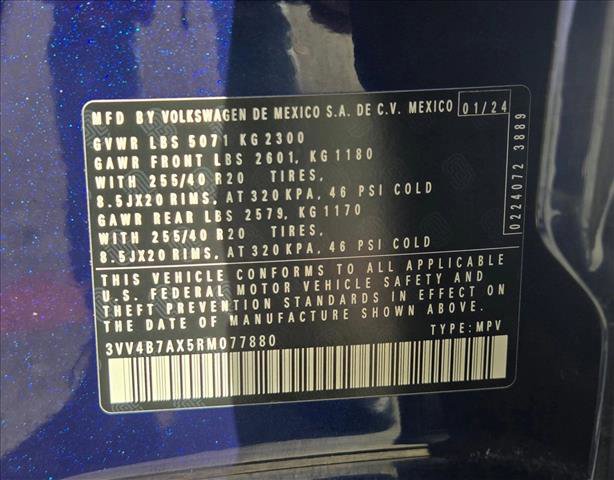 MFD BY VOLKSWAGEN DE MEXICO S.A. DE C.V. MEXICO 01/24
GVWR LBS 5071 KG 2300
GAWR FRONT LBS 2601, KG 1180
WITH 255/40 R20 TIRES,
8.5JX20 RIMS, AT 320 KPA, 46 PSI COLD
GAWR REAR LBS 2579, KG 1170
WITH 255/40 R20 TIRES,
8.5JX20 RIMS, AT 320 KPA, 46 PSI COLD
THIS VEHICLE CONFORMS TO ALL APPLICABLE
U.S. FEDERAL MOTOR VEHICLE SAFETY AND
THEFT PREVENTION STANDARDS IN EFFECT ON
THE DATE OF MANUFACTURE SHOWN ABOVE.
3VV4B7AX5RM077880 TYPE: MPV
0224072 3889